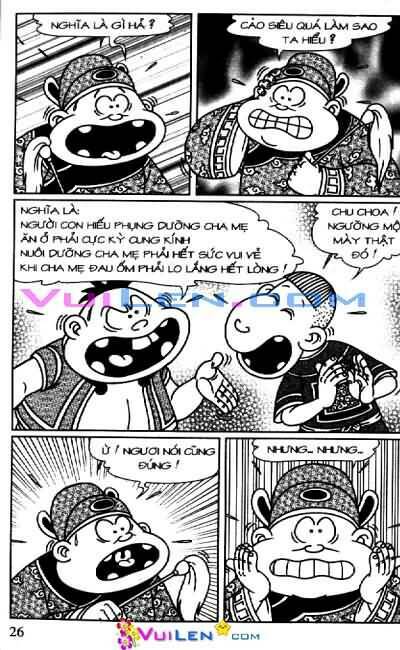 NGHĨA LÀ GÌ HẢ?
CÁO SIÊU QUÁ LÀM SAO
TA HIỂU?
NGHĨA LÀ:
NGƯỜI CON HIẾU PHỤNG DƯỠNG CHA MẸ
ĂN Ở PHẢI CỰC KỲ CUNG KÍNH
NUÔI DƯỠNG CHA MẸ PHẢI HẾT SỨC VUI VẺ
KHI CHA MẸ ĐAU ỐM PHẢI LO LẮNG HẾT LÒNG!
CHU CHOA!
NGƯỠNG MỘ
MÀY THẬT
ĐÓ!
VUILEN.COM
Ừ! NGƯƠI NÓI CŨNG
ĐÚNG!
NHƯNG... NHƯNG...
26
VUILEN.COM